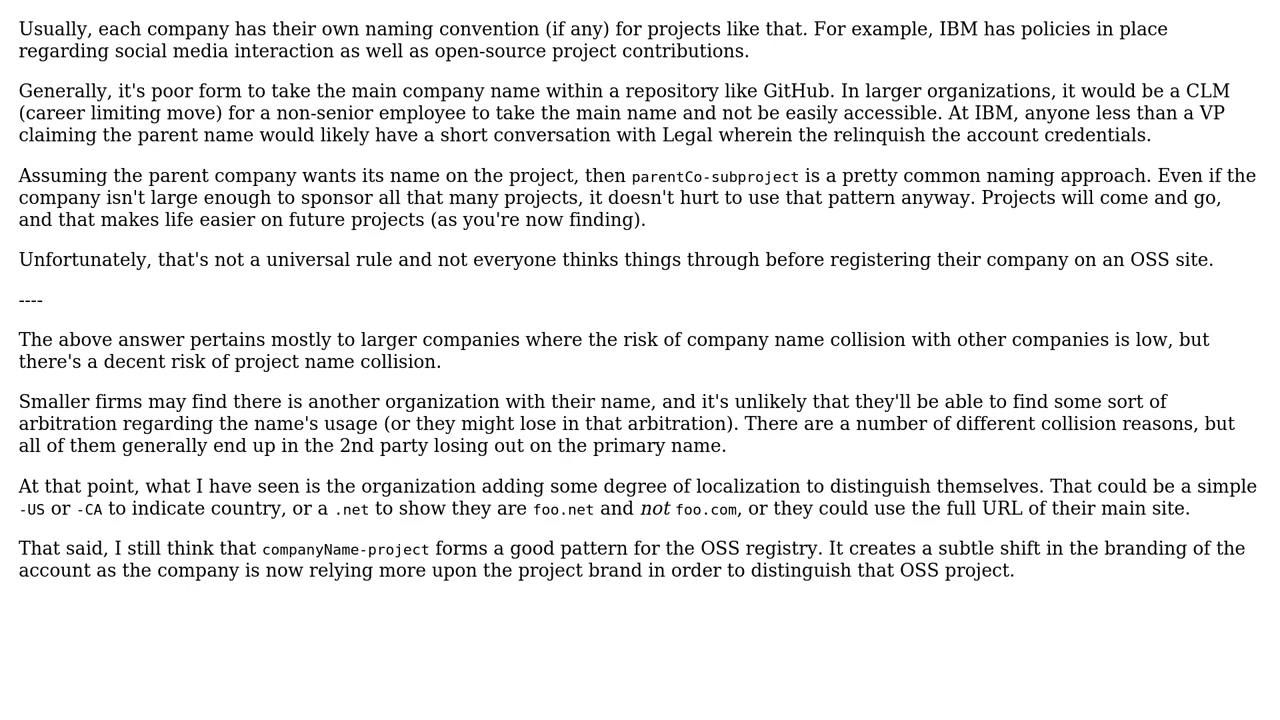 Usually, each company has their own naming convention (if any) for projects like that. For example, IBM has policies in place
regarding social media interaction as well as open-source project contributions.
Generally, it's poor form to take the main company name within a repository like GitHub. In larger organizations, it would be a CLM
(career limiting move) for a non-senior employee to take the main name and not be easily accessible. At IBM, anyone less than a VP
claiming the parent name would likely have a short conversation with Legal wherein the relinquish the account credentials.
Assuming the parent company wants its name on the project, then parentCo-subproject is a pretty common naming approach. Even if the
company isn't large enough to sponsor all that many projects, it doesn't hurt to use that pattern anyway. Projects will come and go,
and that makes life easier on future projects (as you're now finding).
Unfortunately, that's not a universal rule and not everyone thinks things through before registering their company on an OSS site.
----
The above answer pertains mostly to larger companies where the risk of company name collision with other companies is low, but
there's a decent risk of project name collision.
Smaller firms may find there is another organization with their name, and it's unlikely that they'll be able to find some sort of
arbitration regarding the name's usage (or they might lose in that arbitration). There are a number of different collision reasons, but
all of them generally end up in the 2nd party losing out on the primary name.
At that point, what I have seen is the organization adding some degree of localization to distinguish themselves. That could be a simple
-US or -CA to indicate country, or a .net to show they are foo.net and not foo.com, or they could use the full URL of their main site.
That said, I still think that companyName-project forms a good pattern for the OSS registry. It creates a subtle shift in the branding of the
account as the company is now relying more upon the project brand in order to distinguish that OSS project.